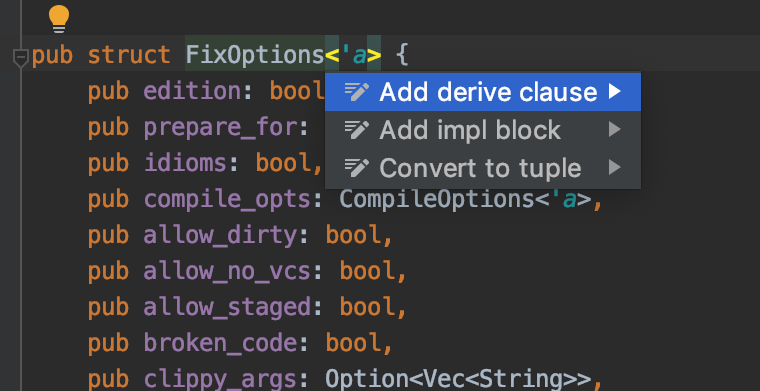 pub struct FixOptions<'a> {
pub edition: bool
Add derive clause
pub prepare_for:
Add impl block
pub idioms: bool,
Convert to tuple
pub compile_opts: CompileOptions<'a>,
pub allow_dirty: bool,
pub allow_no_vcs: bool,
pub allow_staged: bool,
pub broken_code: bool,
pub clippy_args: Option<Vec<String>>,